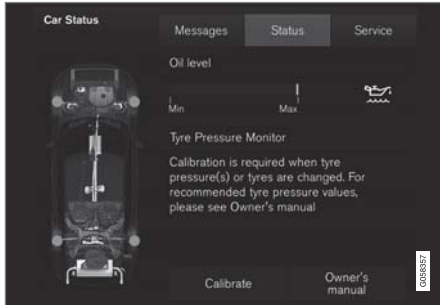 Car Status
Messages
Status
Service
Oil level
Min
Max
Tyre Pressure Monitor
Calibration is required when tyre
pressure(s) or tyres are changed. For
recommended tyre pressure values,
please see Owner's manual
Calibrate
Owner's
manual
G058357